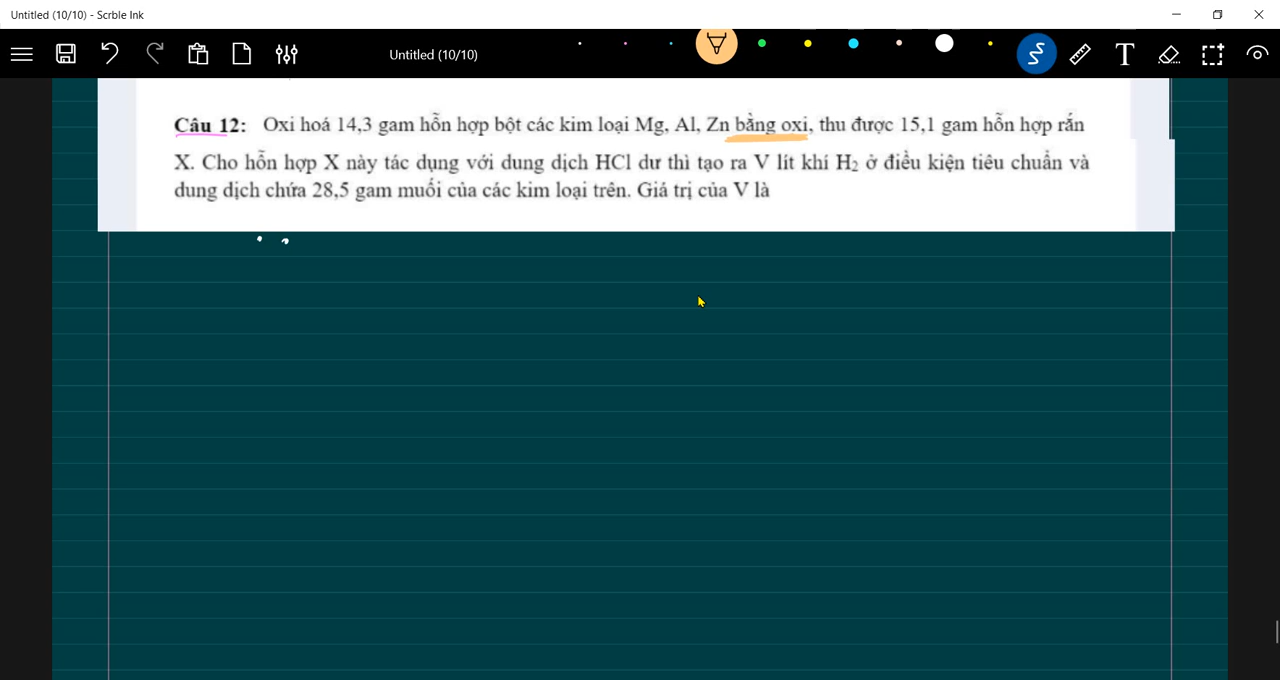 Untitled (10/10) - Scrble Ink
Untitled (10/10)
T
Câu 12: Oxi hoá 14,3 gam hỗn hợp bột các kim loại Mg, Al, Zn bằng oxi, thu được 15,1 gam hỗn hợp rắn
X. Cho hỗn hợp X này tác dụng với dung dịch HCl dư thì tạo ra V lít khí H₂ ở điều kiện tiêu chuẩn và
dung dịch chứa 28,5 gam muối của các kim loại trên. Giá trị của V là